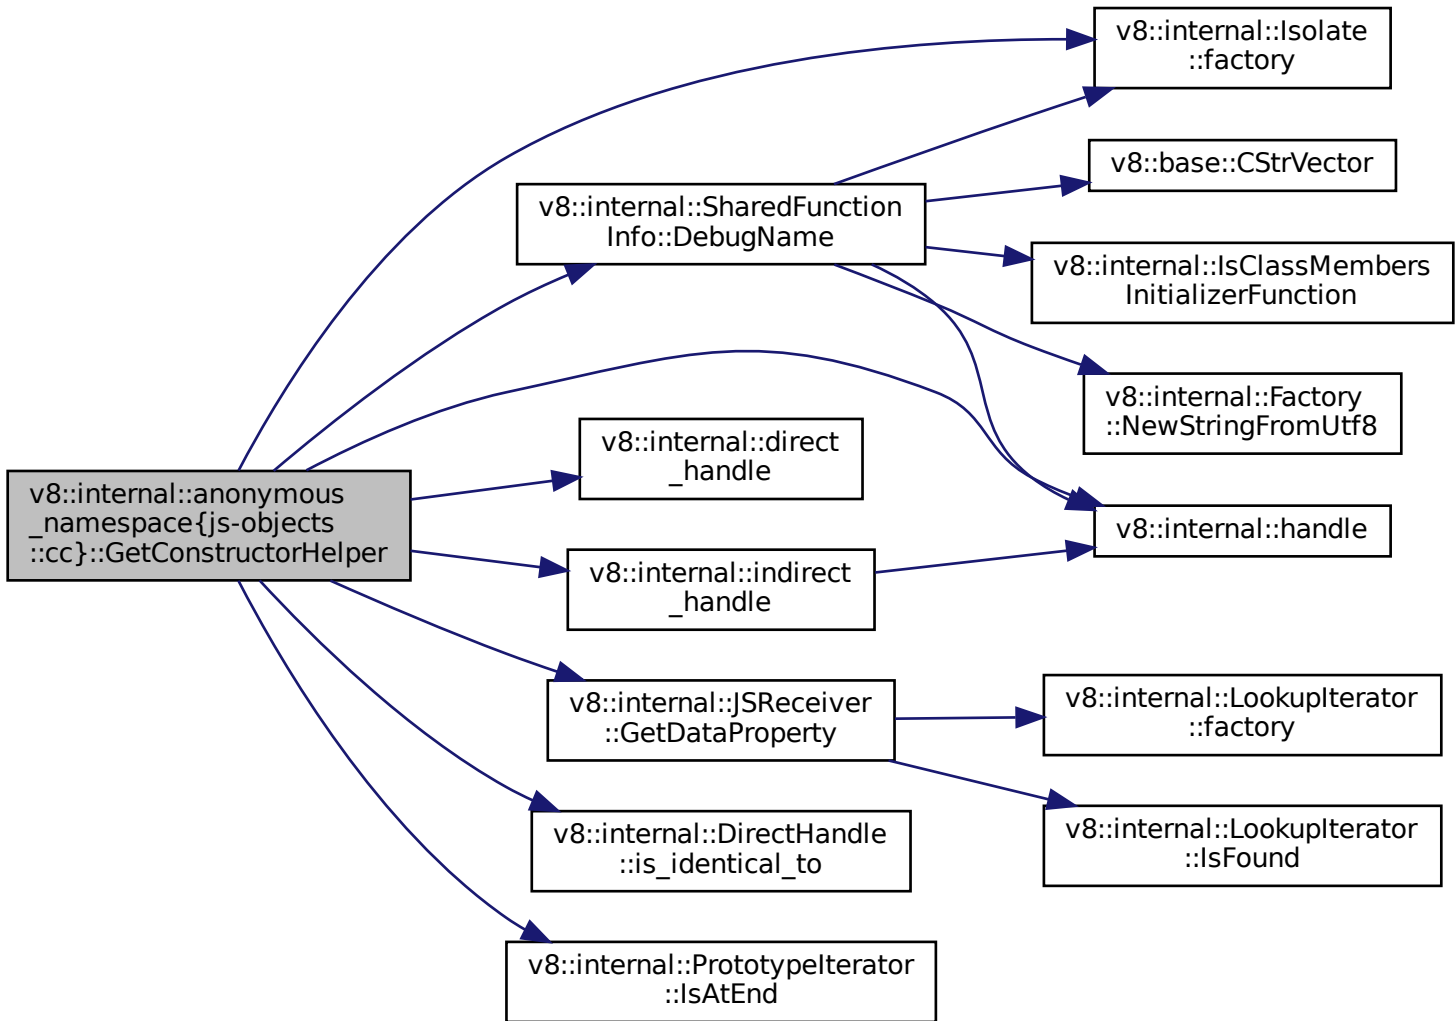 v8::internal::Isolate
::factory
v8::base::CStrVector
v8::internal::SharedFunction
Info::DebugName
v8::internal::IsClassMembers
InitializerFunction
v8::internal::Factory
::NewStringFromUtf8
v8::internal::direct
_handle
v8::internal::anonymous
_namespace{js-objects
::cc}::GetConstructorHelper
v8::internal::handle
v8::internal::indirect
_handle
v8::internal::JSReceiver
::GetDataProperty
v8::internal::LookupIterator
::factory
v8::internal::LookupIterator
::IsFound
v8::internal::DirectHandle
::is_identical_to
v8::internal::PrototypeIterator
::IsAtEnd